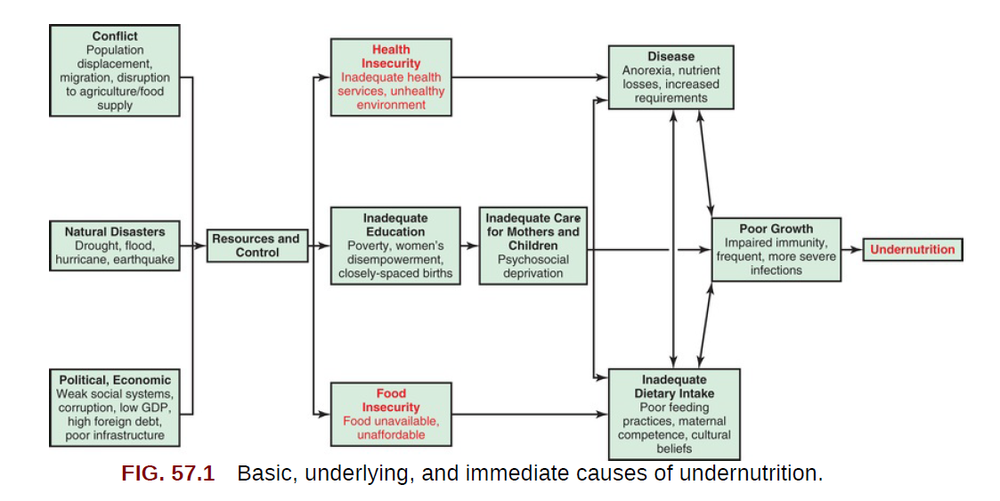 Conflict
Population
displacement,
migration, disruption
to agriculture/food
supply
Natural Disasters
Drought, flood,
hurricane, earthquake
Political, Economic
Weak social systems,
corruption, low GDP,
high foreign debt,
poor infrastructure
Resources and
Control
Health
Insecurity
Inadequate health
services, unhealthy
environment
Inadequate
Education
Poverty, women's
disempowerment,
closely-spaced births
Food
Insecurity
Food unavailable,
unaffordable
Inadequate Care
for Mothers and
Children
Psychosocial
deprivation
Disease
Anorexia, nutrient
losses, increased
requirements
Inadequate
Dietary Intake
Poor feeding
practices, maternal
competence, cultural
beliefs
Poor Growth
Impaired immunity,
frequent, more severe
infections
Undernutrition
FIG. 57.1 Basic, underlying, and immediate causes of undernutrition.